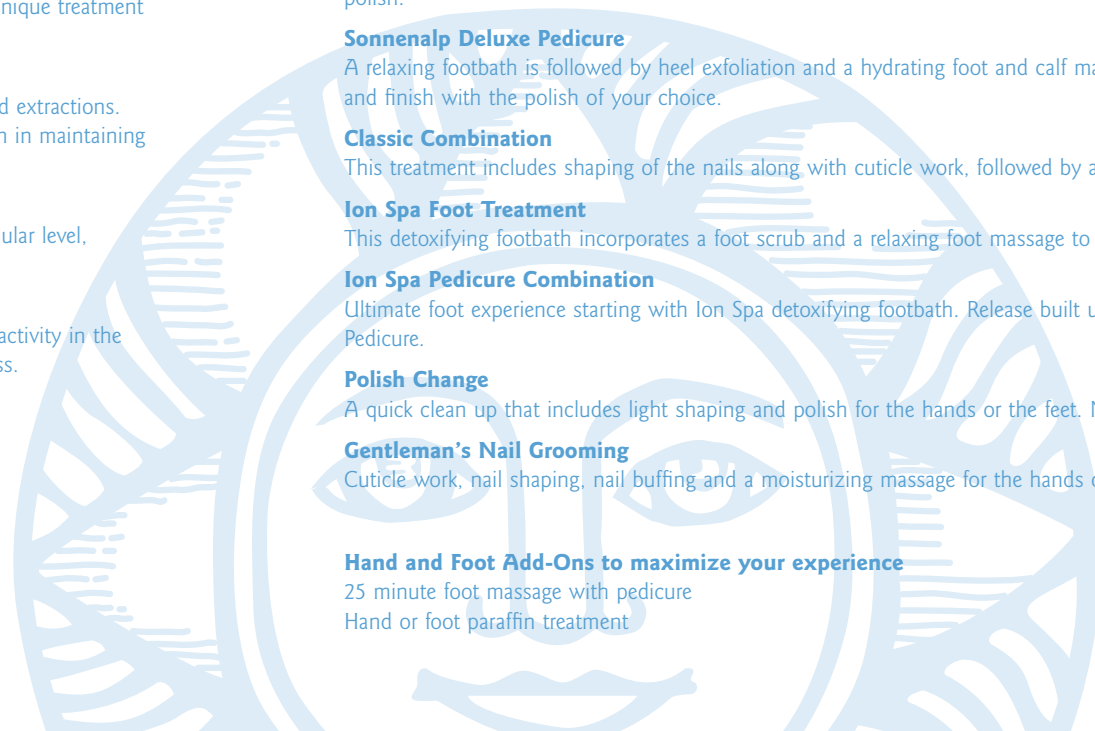 nique treatment
d extractions.
n in maintaining
ular level,
activity in the
ss.
polish.
Sonnenalp Deluxe Pedicure
A relaxing footbath is followed by heel exfoliation and a hydrating foot and calf ma
and finish with the polish of your choice.
Classic Combination
This treatment includes shaping of the nails along with cuticle work, followed by a
Ion Spa Foot Treatment
This detoxifying footbath incorporates a foot scrub and a relaxing foot massage to
Ion Spa Pedicure Combination
Ultimate foot experience starting with Ion Spa detoxifying footbath. Release built u
Pedicure.
Polish Change
A quick clean up that includes light shaping and polish for the hands or the feet. N
Gentleman's Nail Grooming
Cuticle work, nail shaping, nail buffing and a moisturizing massage for the hands o
Hand and Foot Add-Ons to maximize your experience
25 minute foot massage with pedicure
Hand or foot paraffin treatment